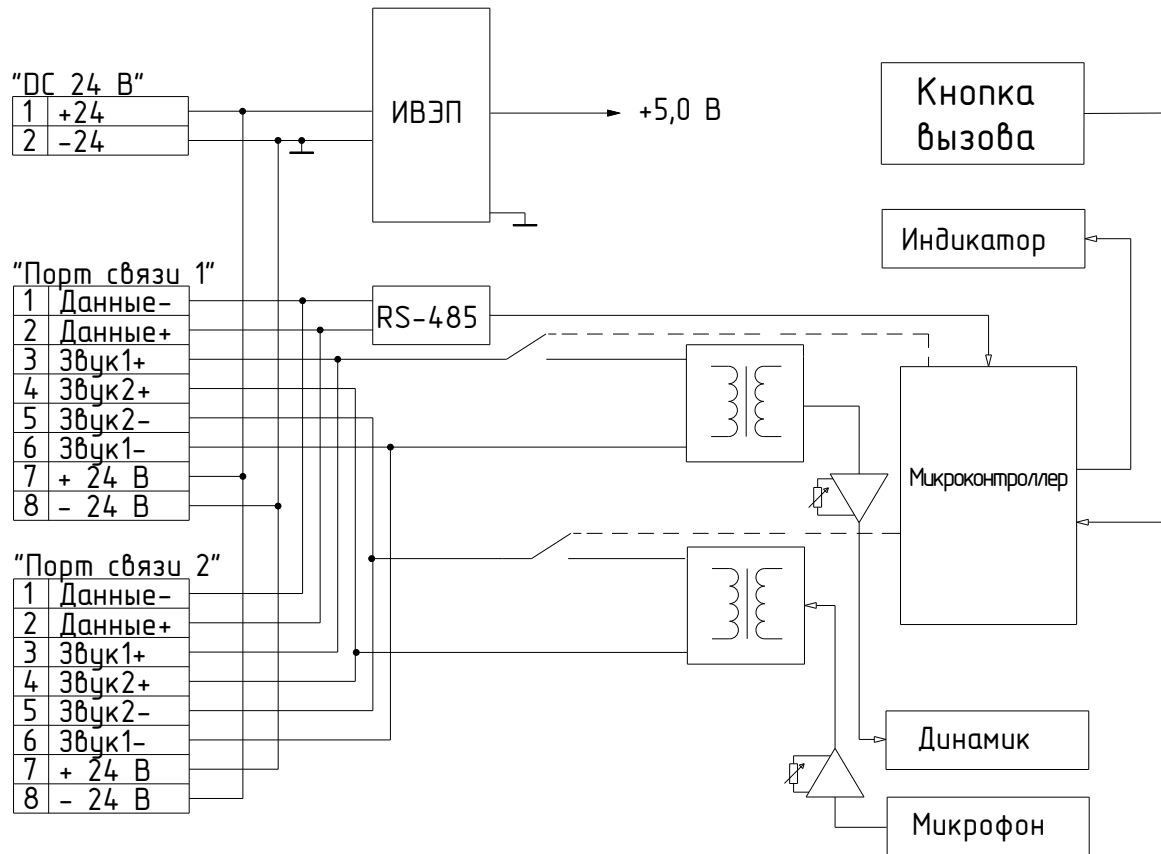 "DC 24 В"
1 +24
2 -24
ИВЭП
+5,0 В
Кнопка
вызова
Индикатор
"Порт связи 1"
1 Данные-
2 Данные+
3 Звук1+
4 Звук2+
5 Звук2-
6 Звук1-
7 + 24 В
8 - 24 В
RS-485
Микроконтроллер
"Порт связи 2"
1 Данные-
2 Данные+
3 Звук1+
4 Звук2+
5 Звук2-
6 Звук1-
7 + 24 В
8 - 24 В
Динамик
Микрофон